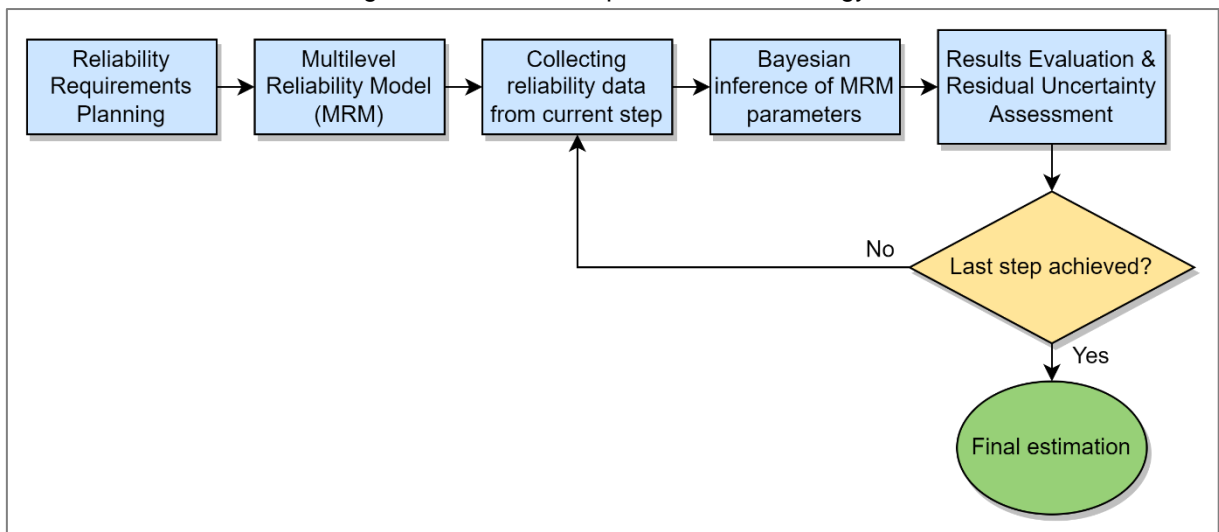 Reliability
Requirements
Planning
Multilevel
Reliability Model
(MRM)
Collecting
reliability data
from current step
Bayesian
inference of MRM
parameters
Results Evaluation &
Residual Uncertainty
Assessment
No
Last step achieved?
Yes
Final estimation